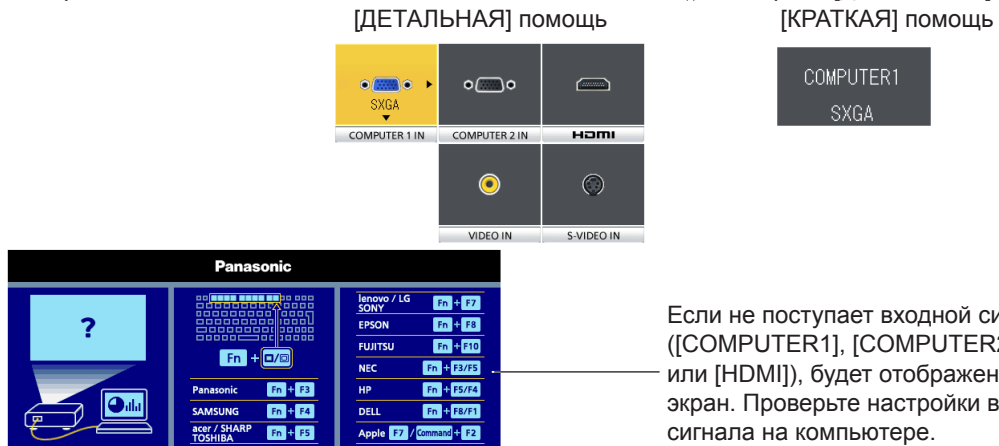 [ДЕТАЛЬНАЯ] помощь
[КРАТКАЯ] помощь
SXGA
COMPUTER 1 IN
COMPUTER 2 IN
HDMI
VIDEO IN
S-VIDEO IN
COMPUTER1
SXGA
Panasonic
?
Fn +
Panasonic Fn + F3
SAMSUNG Fn + F4
acer / SHARP
TOSHIBA Fn + F5
lenovo / LG
SONY Fn + F7
EPSON Fn + F8
FUJITSU Fn + F10
NEC Fn + F3/F5
HP Fn + F5/F4
DELL Fn + F8/F1
Apple F7 / Command + F2
Если не поступает входной си
([COMPUTER1], [COMPUTER2
или [HDMI]), будет отображен
экран. Проверьте настройки в
сигнала на компьютере.